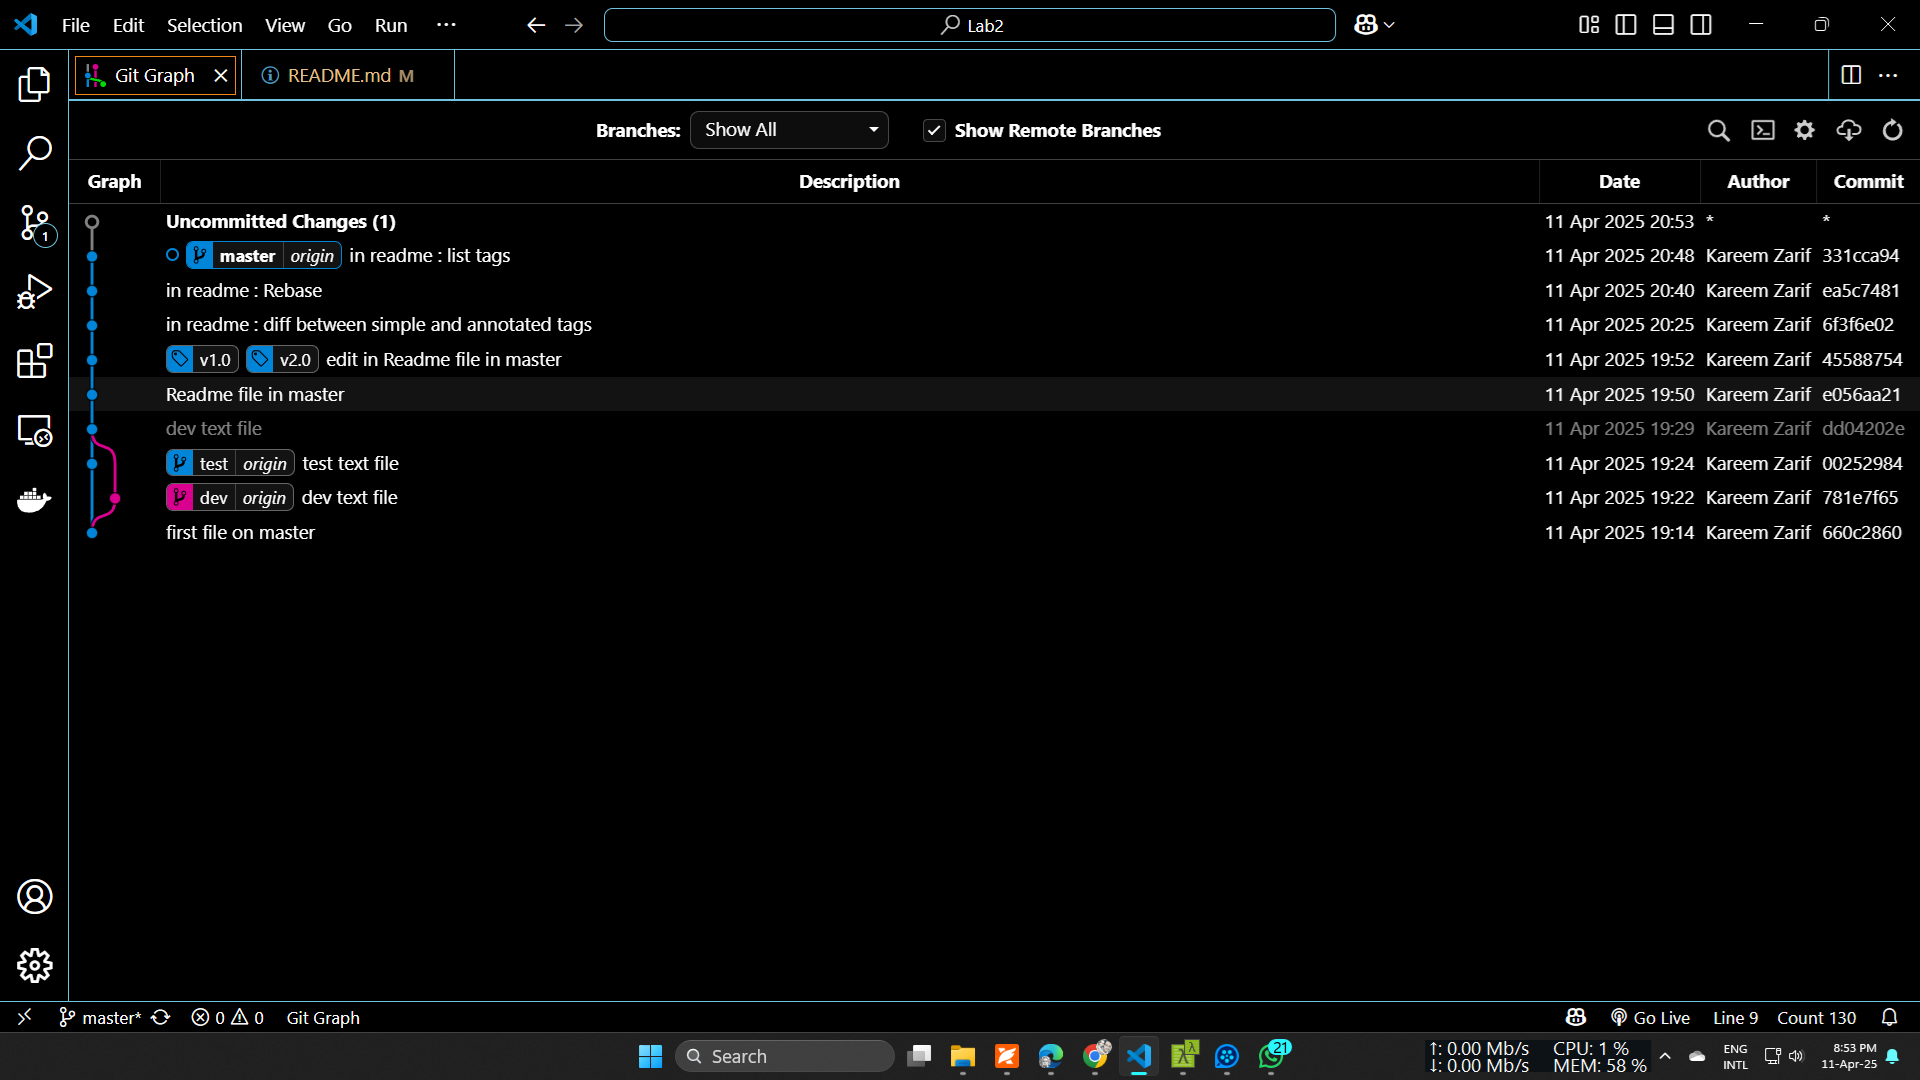 File Edit Selection View Go Run ··· Lab2
Git Graph README.md M
Branches: Show All Show Remote Branches
Graph Description Date Author Commit
Uncommitted Changes (1) 11 Apr 2025 20:53 * *
master origin in readme : list tags 11 Apr 2025 20:48 Kareem Zarif 331cca94
in readme : Rebase 11 Apr 2025 20:40 Kareem Zarif ea5c7481
in readme : diff between simple and annotated tags 11 Apr 2025 20:25 Kareem Zarif 6f3f6e02
v1.0 v2.0 edit in Readme file in master 11 Apr 2025 19:52 Kareem Zarif 45588754
Readme file in master 11 Apr 2025 19:50 Kareem Zarif e056aa21
dev text file 11 Apr 2025 19:29 Kareem Zarif dd04202e
test origin test text file 11 Apr 2025 19:24 Kareem Zarif 00252984
dev origin dev text file 11 Apr 2025 19:22 Kareem Zarif 781e7f65
first file on master 11 Apr 2025 19:14 Kareem Zarif 660c2860
1
master* 0 0 Git Graph Go Live Line 9 Count 130
Search 21 ↑: 0.00 Mb/s CPU: 1 % ENG 8:53 PM
↓: 0.00 Mb/s MEM: 58 % INTL 11-Apr-25